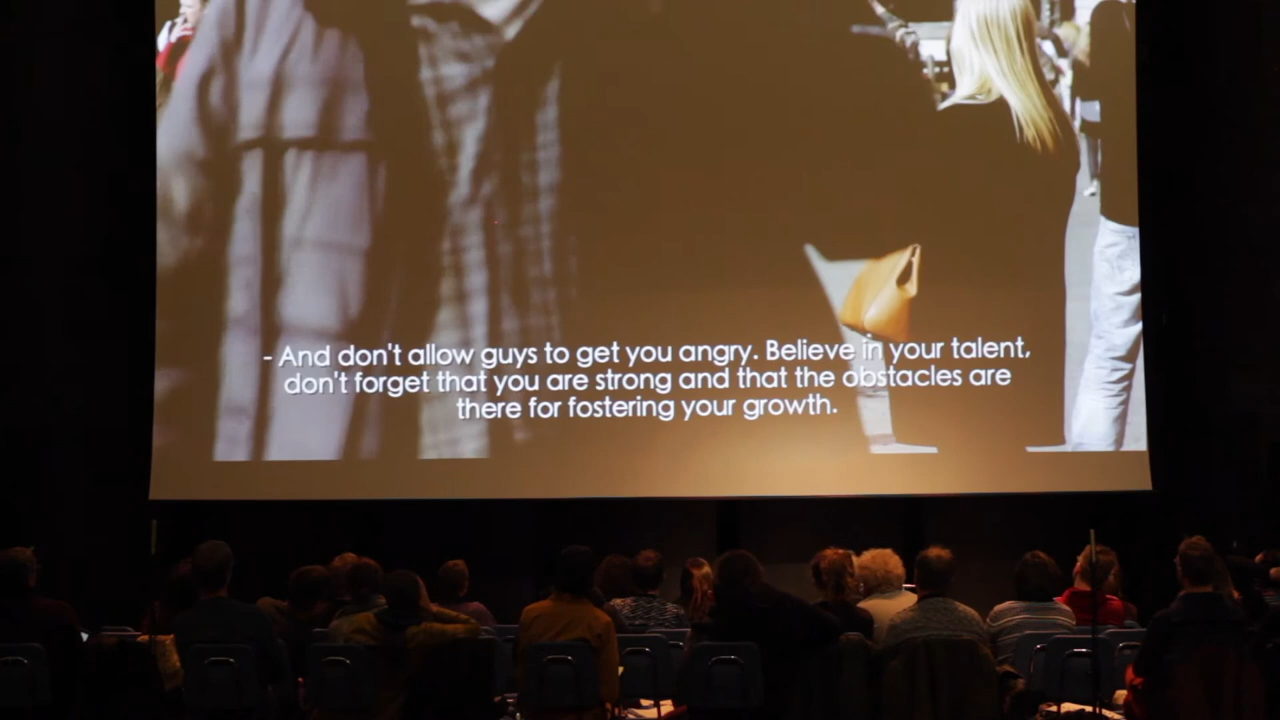 - And don't allow guys to get you angry. Believe in your talent,
don't forget that you are strong and that the obstacles are
there for fostering your growth.